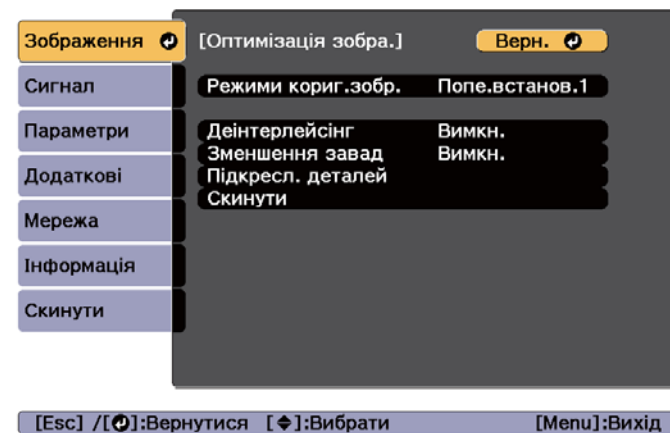 Зображення [Оптимізація зобра.] Верн.
Сигнал Режими кориг.зобр. Попе.встанов.1
Параметри Деінтерлейсінг Вимкн.
Зменшення завад Вимкн.
Додаткові Підкресл. деталей
Скинути
Мережа
Інформація
Скинути
[Esc] /[]:Вернутися []:Вибрати [Menu]:Вихід